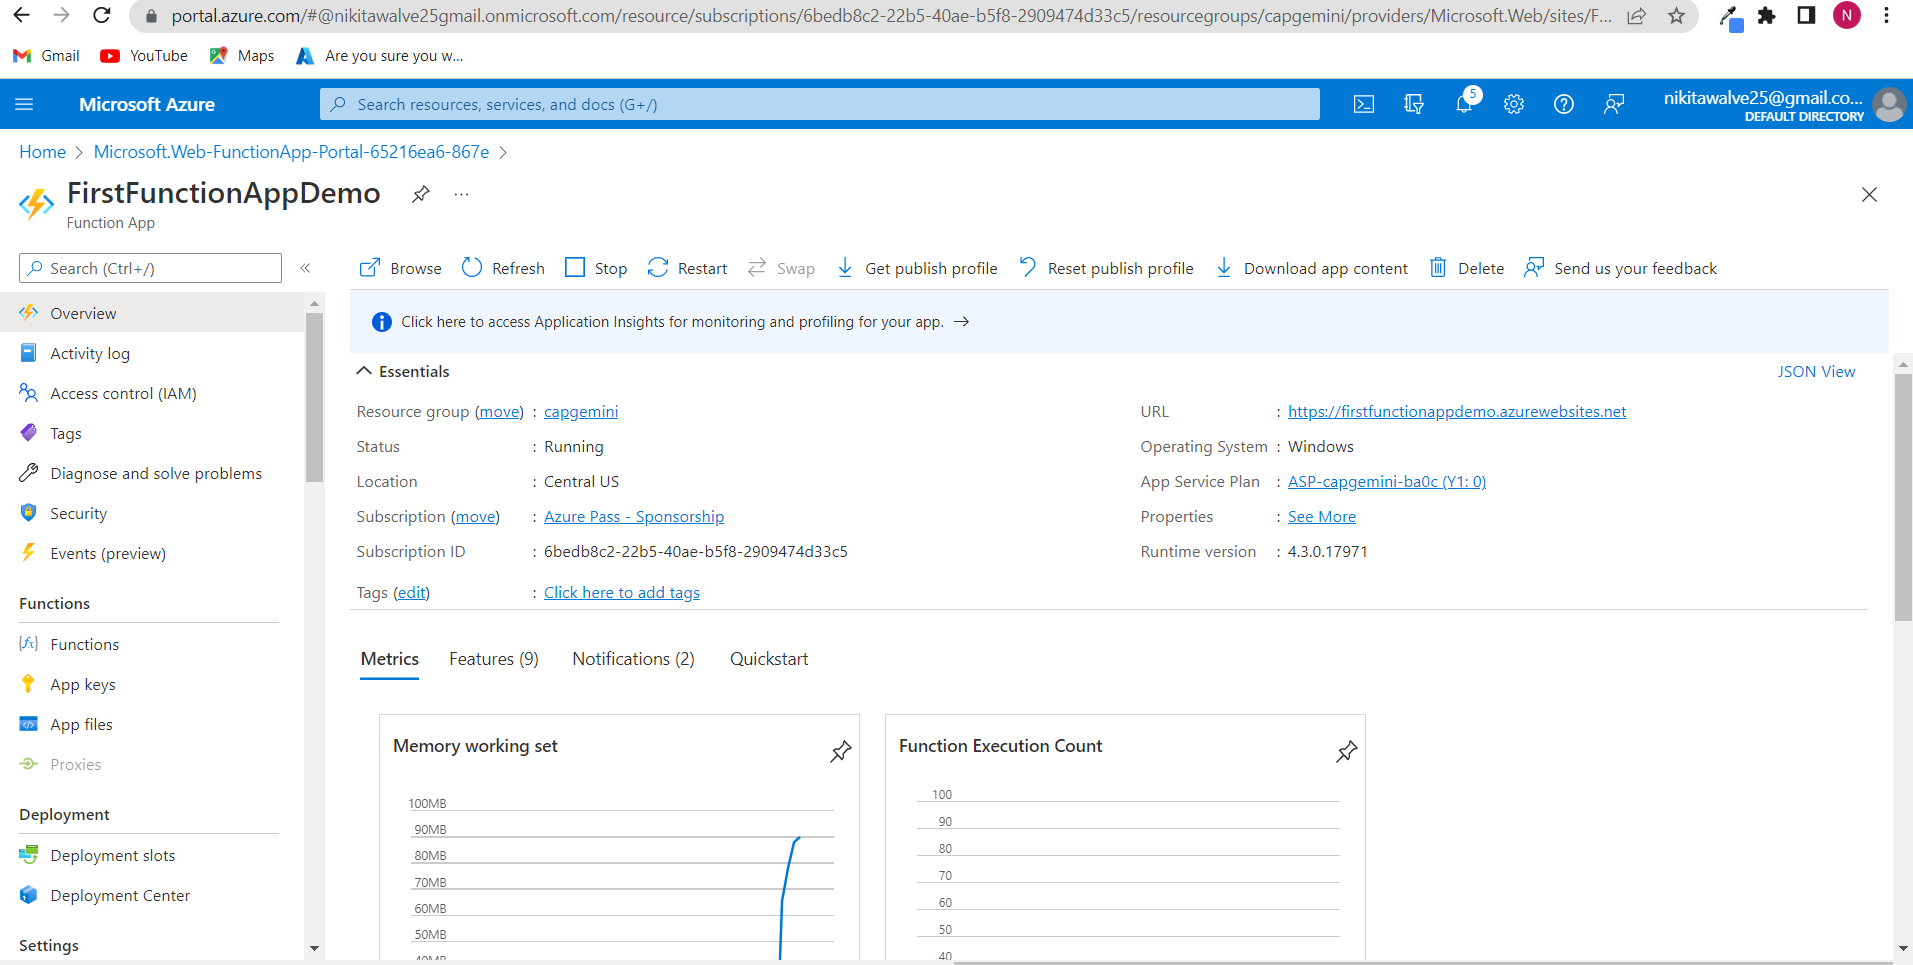 portal.azure.com/#@nikitawalve25gmail.onmicrosoft.com/resource/subscriptions/6bedb8c2-22b5-40ae-b5f8-2909474d33c5/resourcegroups/capgemini/providers/Microsoft.Web/sites/F...
N
Gmail YouTube Maps Are you sure you w...
Microsoft Azure
Search resources, services, and docs (G+/)
5
nikitawalve25@gmail.co...
DEFAULT DIRECTORY
Home > Microsoft.Web-FunctionApp-Portal-65216ea6-867e >
FirstFunctionAppDemo ...
Function App
Search (Ctrl+/) «
Overview
Activity log
Access control (IAM)
Tags
Diagnose and solve problems
Security
Events (preview)
Functions
Functions
App keys
App files
Proxies
Deployment
Deployment slots
Deployment Center
Settings
Browse Refresh Stop Restart Swap Get publish profile Reset publish profile Download app content Delete Send us your feedback
Click here to access Application Insights for monitoring and profiling for your app. →
Essentials
JSON View
Resource group (move) : capgemini
Status : Running
Location : Central US
Subscription (move) : Azure Pass - Sponsorship
Subscription ID : 6bedb8c2-22b5-40ae-b5f8-2909474d33c5
Tags (edit) : Click here to add tags
URL : https://firstfunctionappdemo.azurewebsites.net
Operating System : Windows
App Service Plan : ASP-capgemini-ba0c (Y1: 0)
Properties : See More
Runtime version : 4.3.0.17971
Metrics Features (9) Notifications (2) Quickstart
Memory working set
100MB
90MB
80MB
70MB
60MB
50MB
40MB
Function Execution Count
100
90
80
70
60
50
40